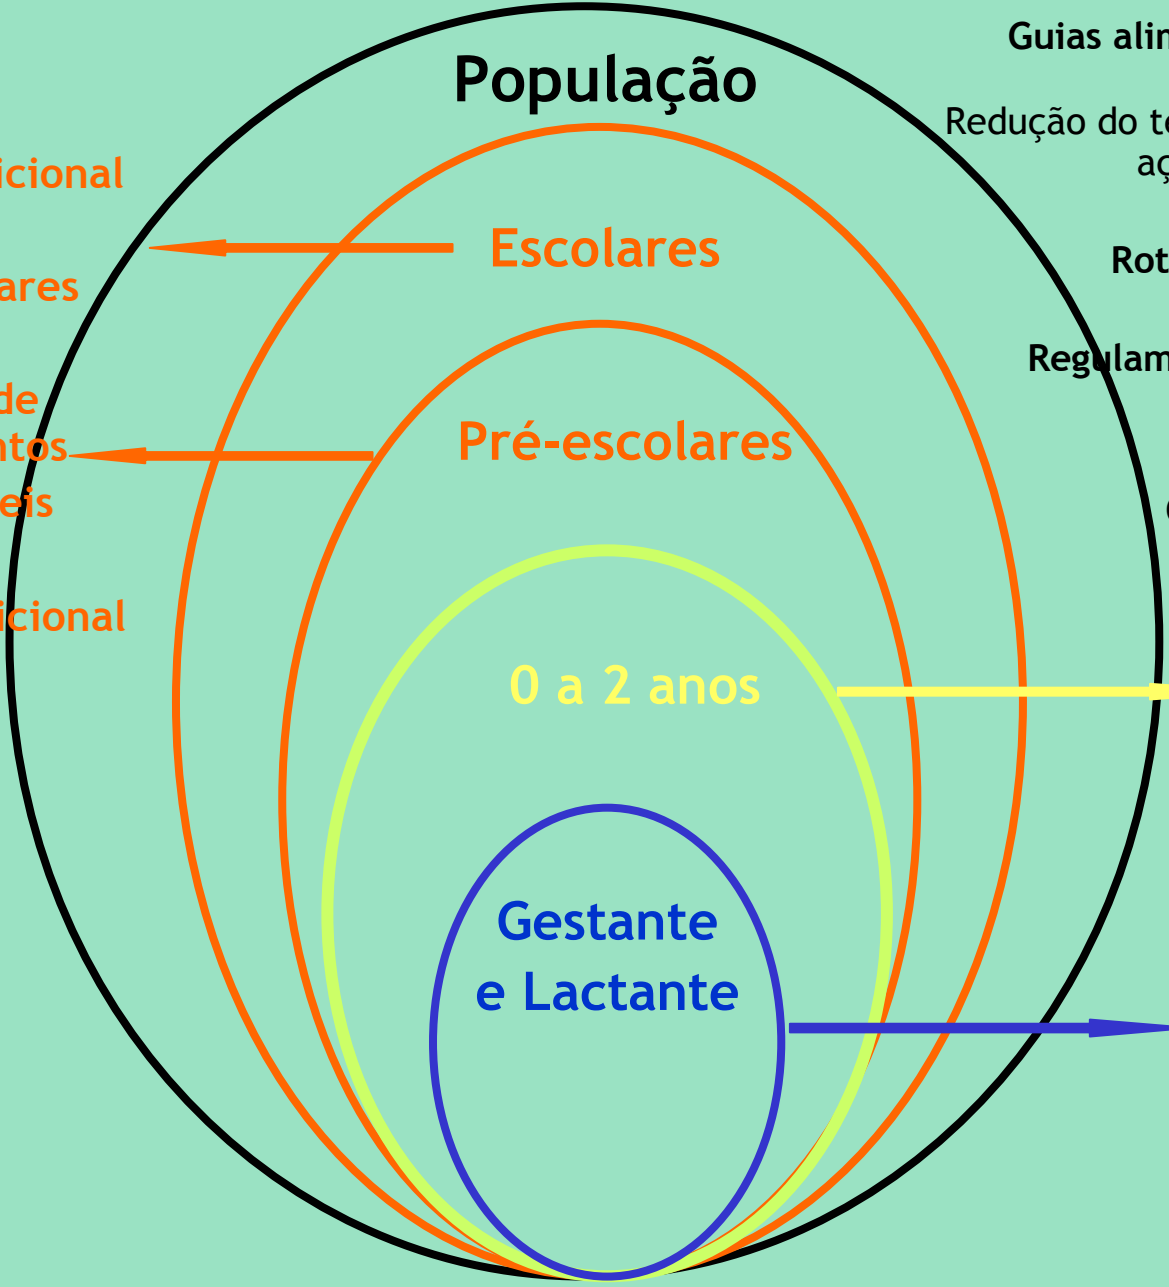 População
Guias alim
Redução do te
aç
Rot
Regulam
icional
ares
de
ntos
eis
icional
Escolares
Pré-escolares
0 a 2 anos
Gestante
e Lactante